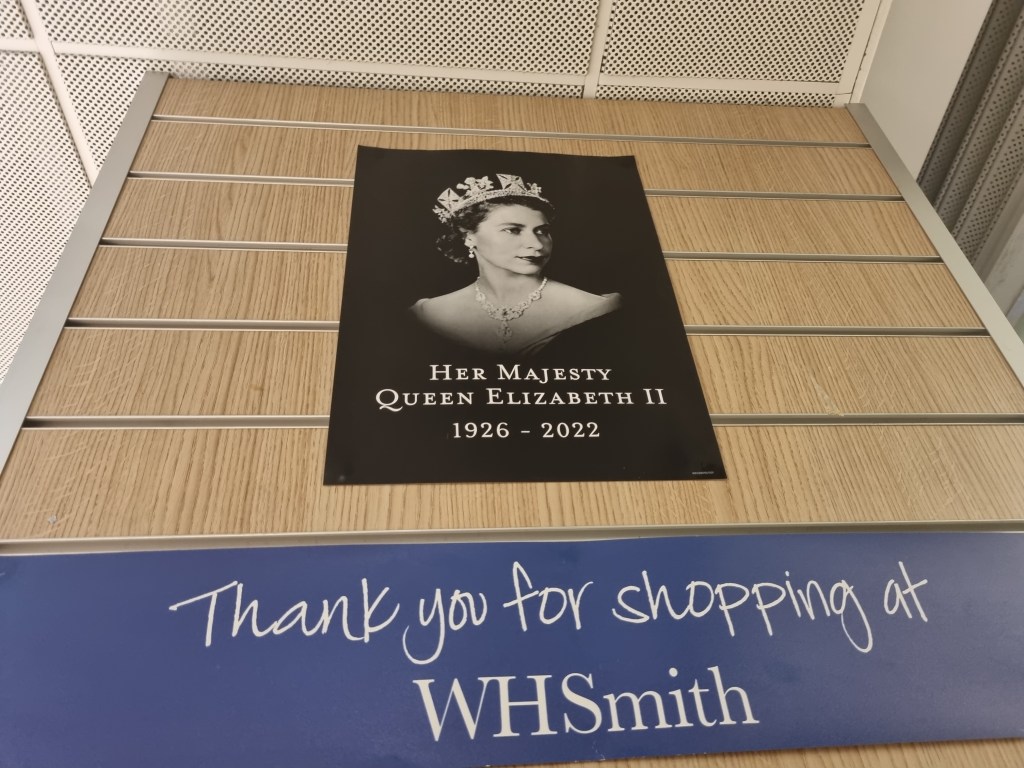 Her Majesty
Queen Elizabeth II
1926 - 2022
Thank you for shopping at
WHSmith